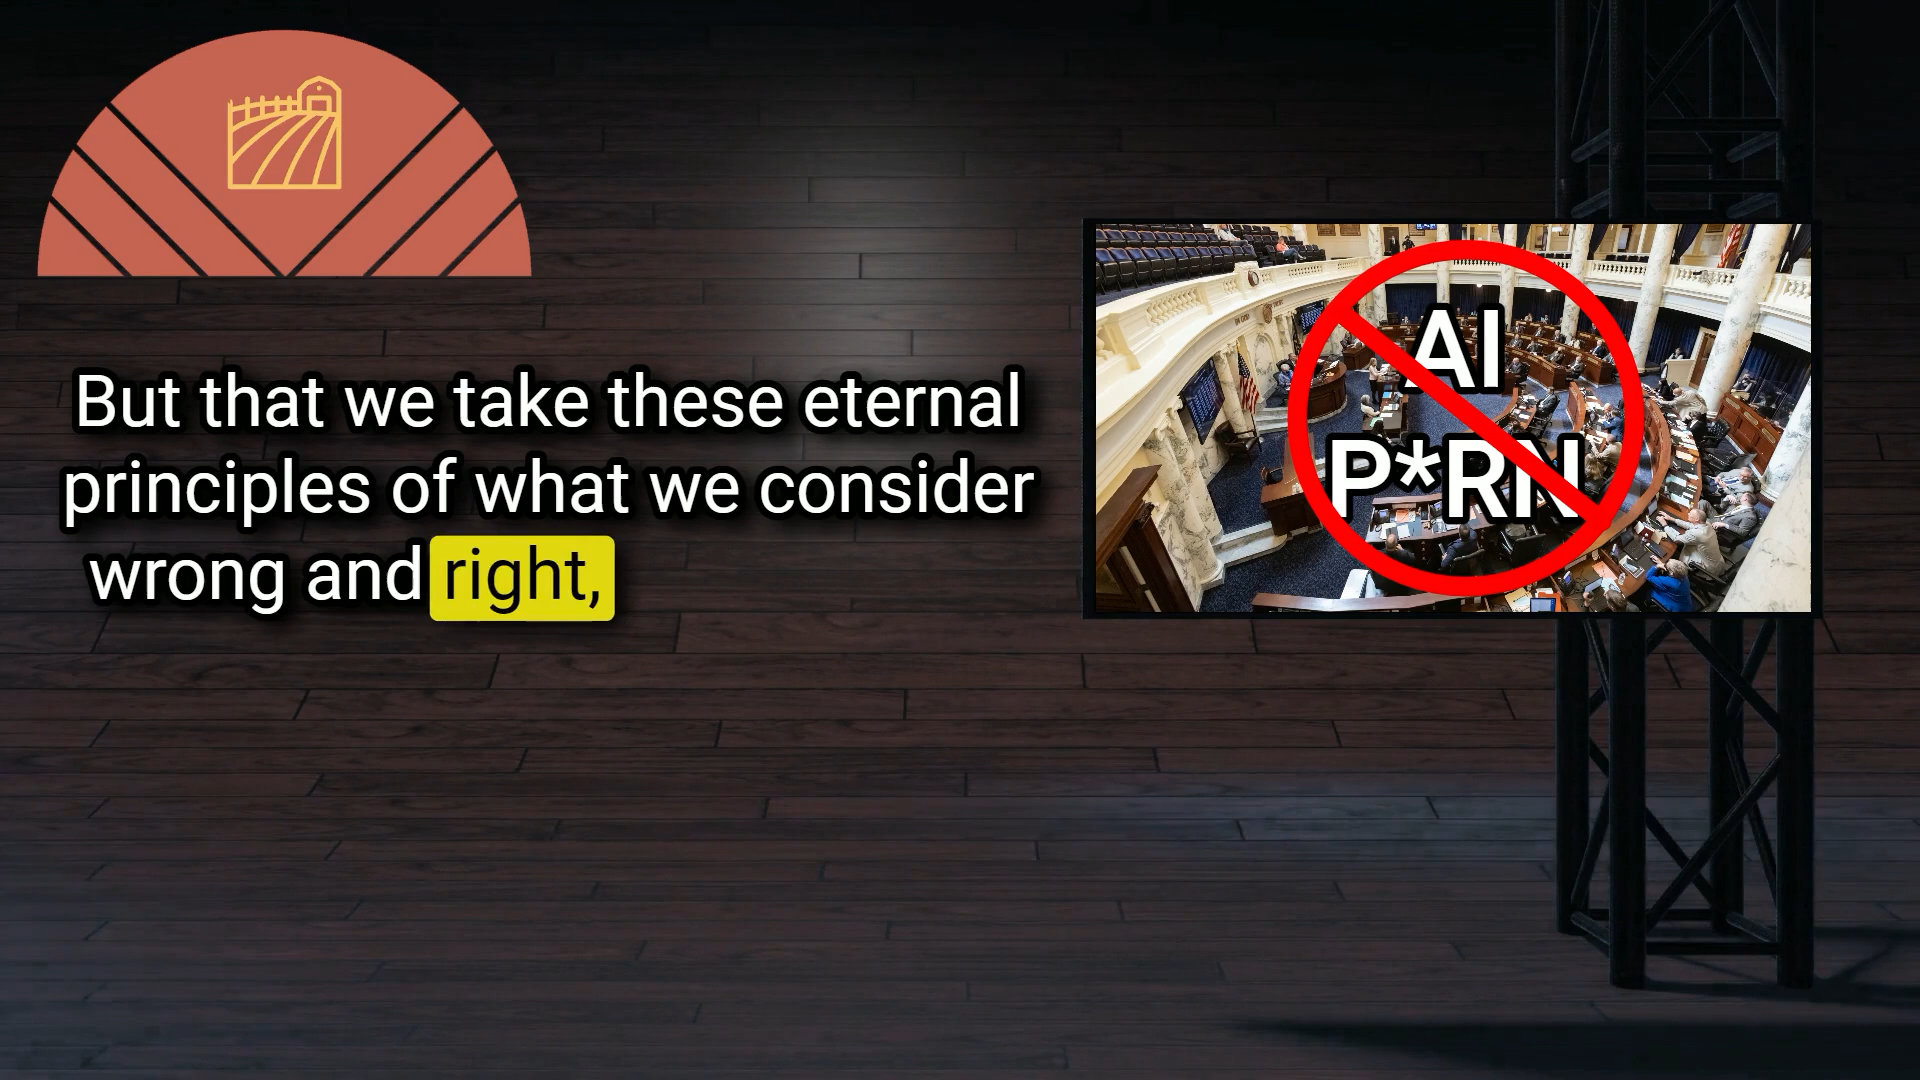 But that we take these eternal
principles of what we consider
wrong and right,
AI
P*RN